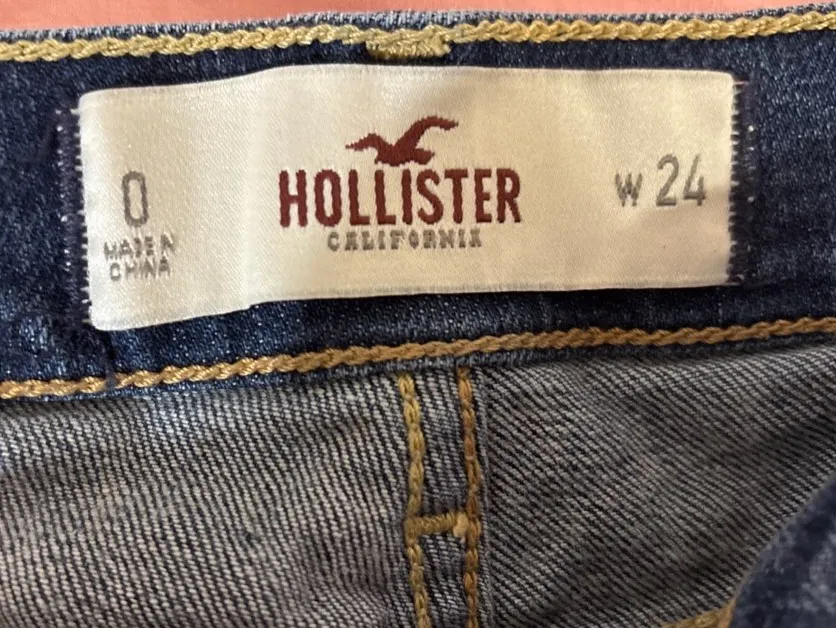 0
MADE IN
CHINA
HOLLISTER
CALIFORNIA
W 24